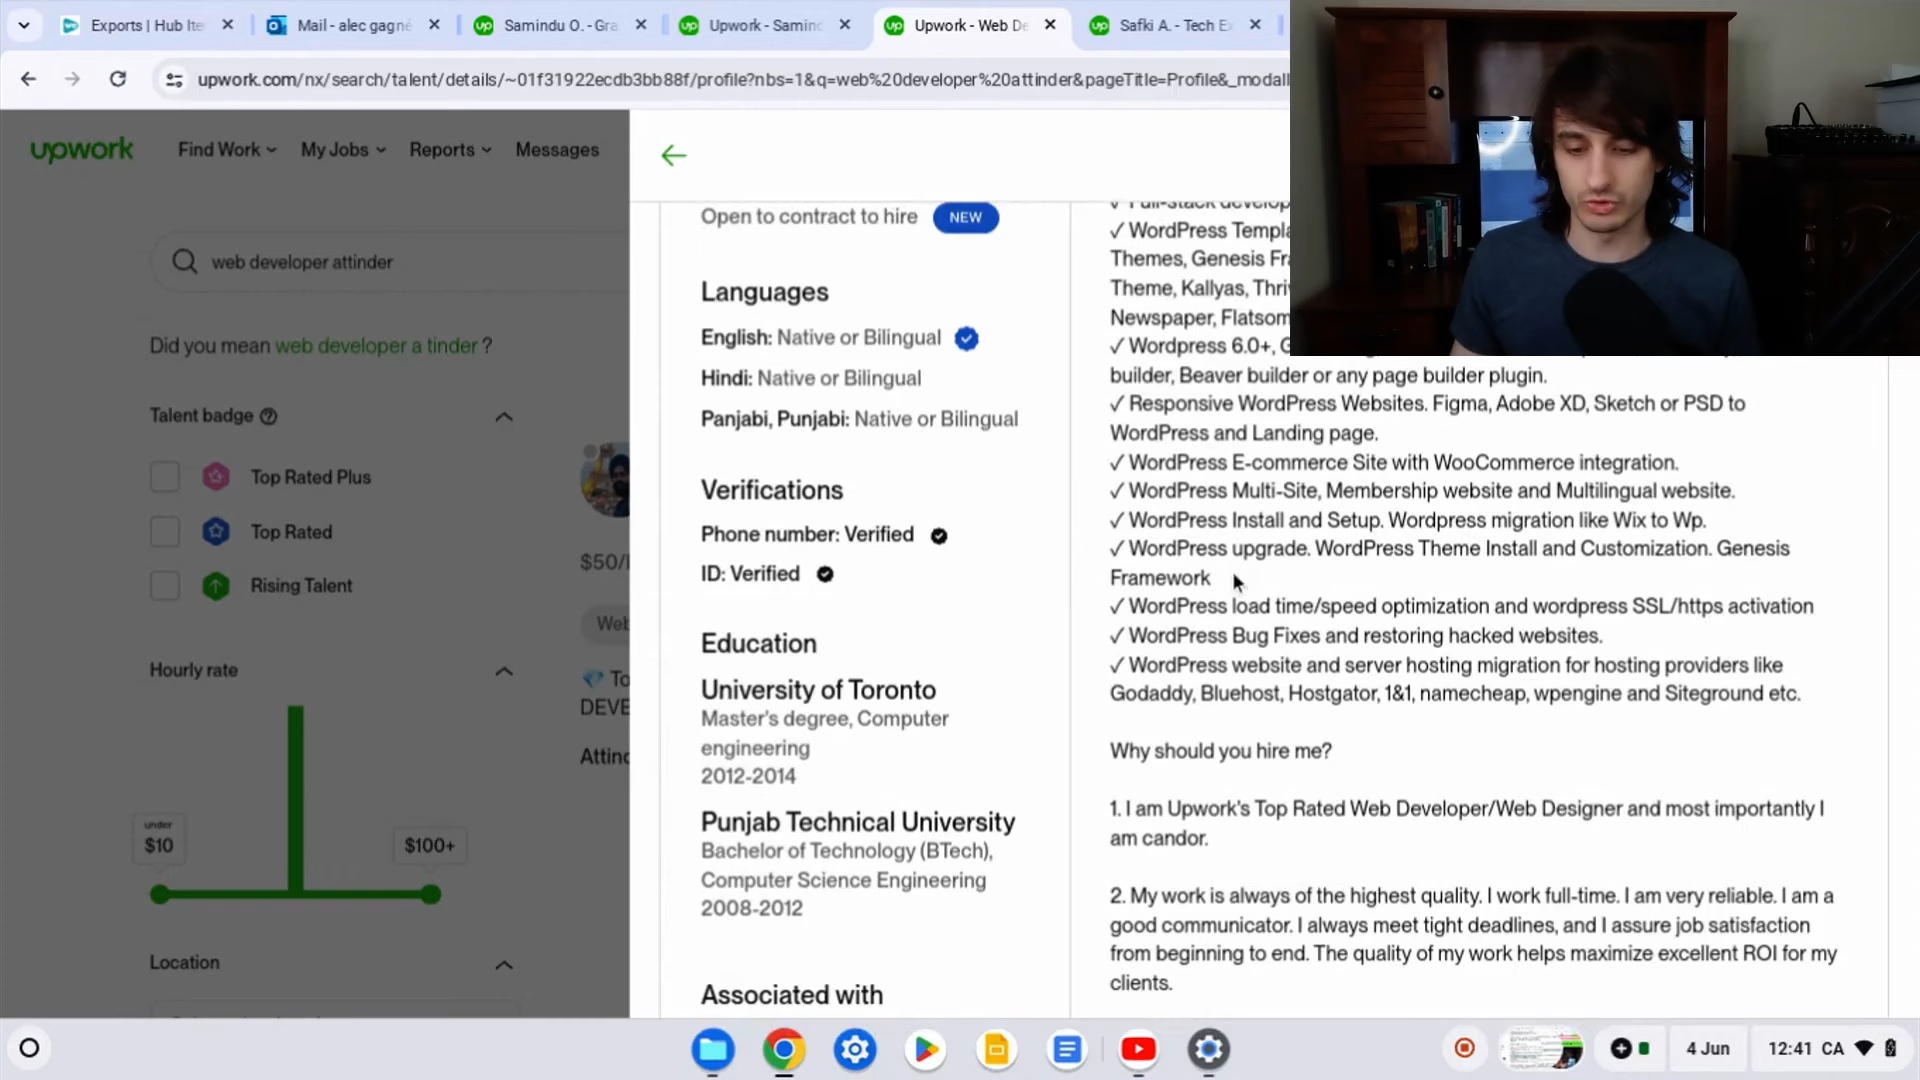 Exports | Hub Ite
Mail - alec gagné
Samindu O. - Gra
Upwork - Samind
Upwork - Web De
Safki A. - Tech Ex
upwork.com/nx/search/talent/details/~01f31922ecdb3bb88f/profile?nbs=1&q=web%20developer%20attinder&pageTitle=Profile&_modall
upwork
Find Work
My Jobs
Reports
Messages
web developer attinder
Did you mean web developer a tinder ?
Talent badge
Top Rated Plus
Top Rated
Rising Talent
Hourly rate
under
$10
$100+
Location
$50/
Web
To
DEVE
Attind
Open to contract to hire NEW
Languages
English: Native or Bilingual
Hindi: Native or Bilingual
Panjabi, Punjabi: Native or Bilingual
Verifications
Phone number: Verified
ID: Verified
Education
University of Toronto
Master's degree, Computer
engineering
2012-2014
Punjab Technical University
Bachelor of Technology (BTech),
Computer Science Engineering
2008-2012
Associated with
✓ Full-stack develop
✓ WordPress Templa
Themes, Genesis Fr
Theme, Kallyas, Thri
Newspaper, Flatsom
✓ Wordpress 6.0+, G
builder, Beaver builder or any page builder plugin.
✓ Responsive WordPress Websites. Figma, Adobe XD, Sketch or PSD to
WordPress and Landing page.
✓ WordPress E-commerce Site with WooCommerce integration.
✓ WordPress Multi-Site, Membership website and Multilingual website.
✓ WordPress Install and Setup. Wordpress migration like Wix to Wp.
✓ WordPress upgrade. WordPress Theme Install and Customization. Genesis
Framework
✓ WordPress load time/speed optimization and wordpress SSL/https activation
✓ WordPress Bug Fixes and restoring hacked websites.
✓ WordPress website and server hosting migration for hosting providers like
Godaddy, Bluehost, Hostgator, 1&1, namecheap, wpengine and Siteground etc.
Why should you hire me?
1. I am Upwork's Top Rated Web Developer/Web Designer and most importantly I
am candor.
2. My work is always of the highest quality. I work full-time. I am very reliable. I am a
good communicator. I always meet tight deadlines, and I assure job satisfaction
from beginning to end. The quality of my work helps maximize excellent ROI for my
clients.
4 Jun
12:41 CA